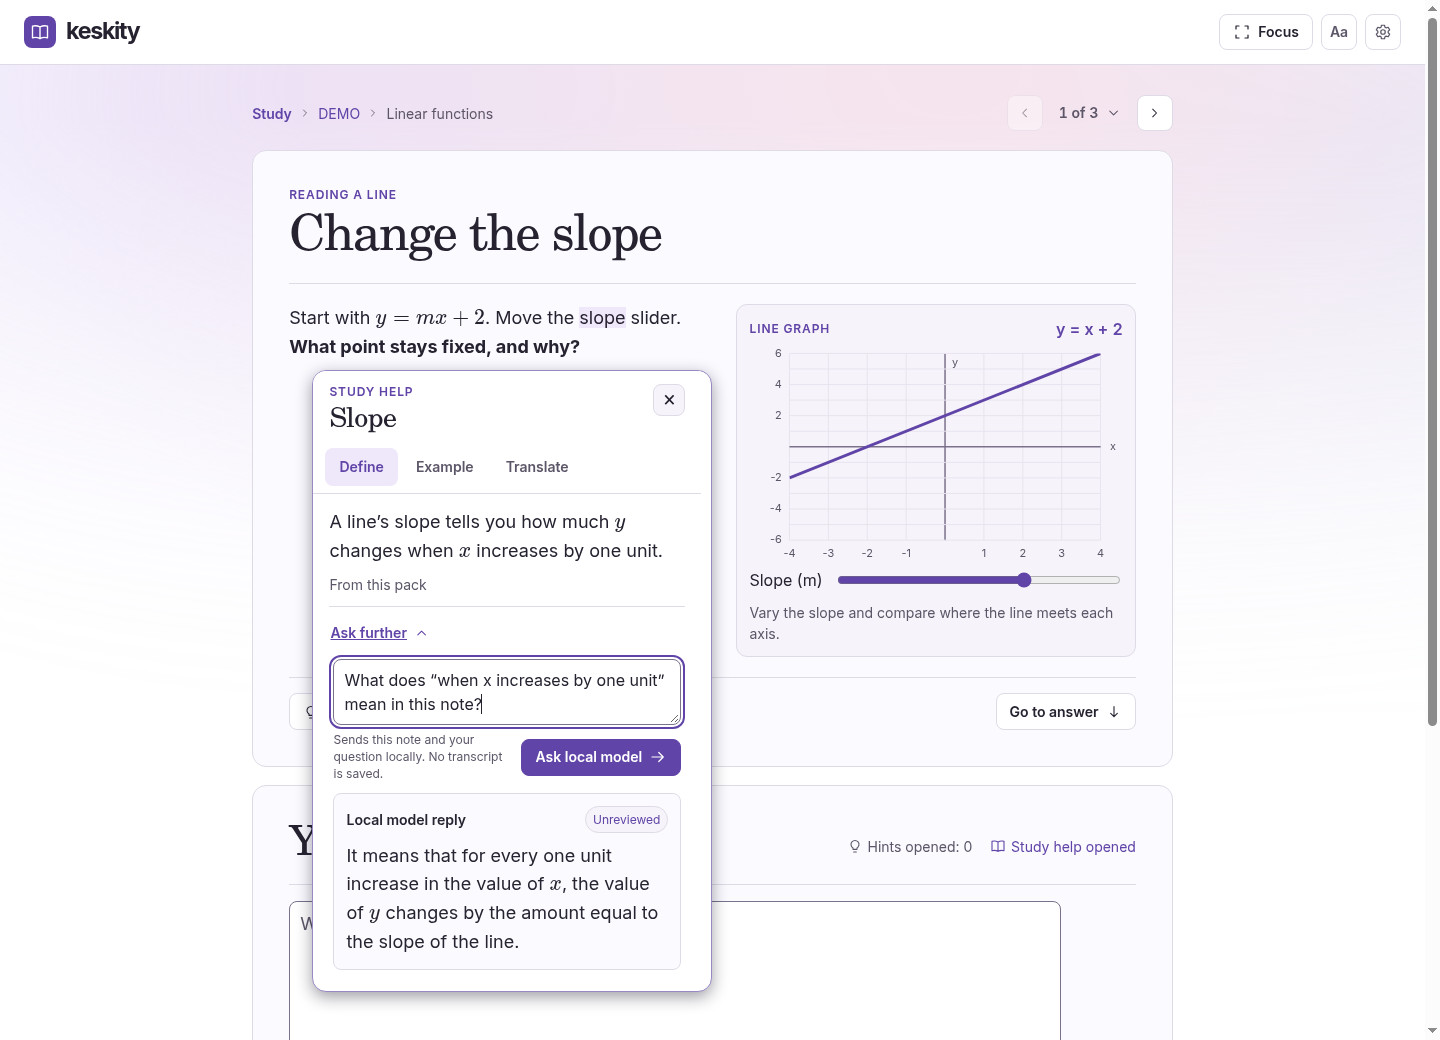 keskity
Focus
Aa
Study > DEMO > Linear functions
1 of 3
READING A LINE
Change the slope
Start with y = mx + 2. Move the slope slider.
What point stays fixed, and why?
STUDY HELP
Slope
Define Example Translate
A line’s slope tells you how much y
changes when x increases by one unit.
From this pack
Ask further
What does “when x increases by one unit”
mean in this note?
Sends this note and your
question locally. No transcript
is saved.
Ask local model →
Local model reply
Unreviewed
It means that for every one unit
increase in the value of x, the value
of y changes by the amount equal to
the slope of the line.
LINE GRAPH
y = x + 2
6
4
2
-2
-4
-6
y
x
-4 -3 -2 -1 1 2 3 4
Slope (m)
Vary the slope and compare where the line meets each
axis.
Go to answer ↓
Y
Hints opened: 0
Study help opened
W